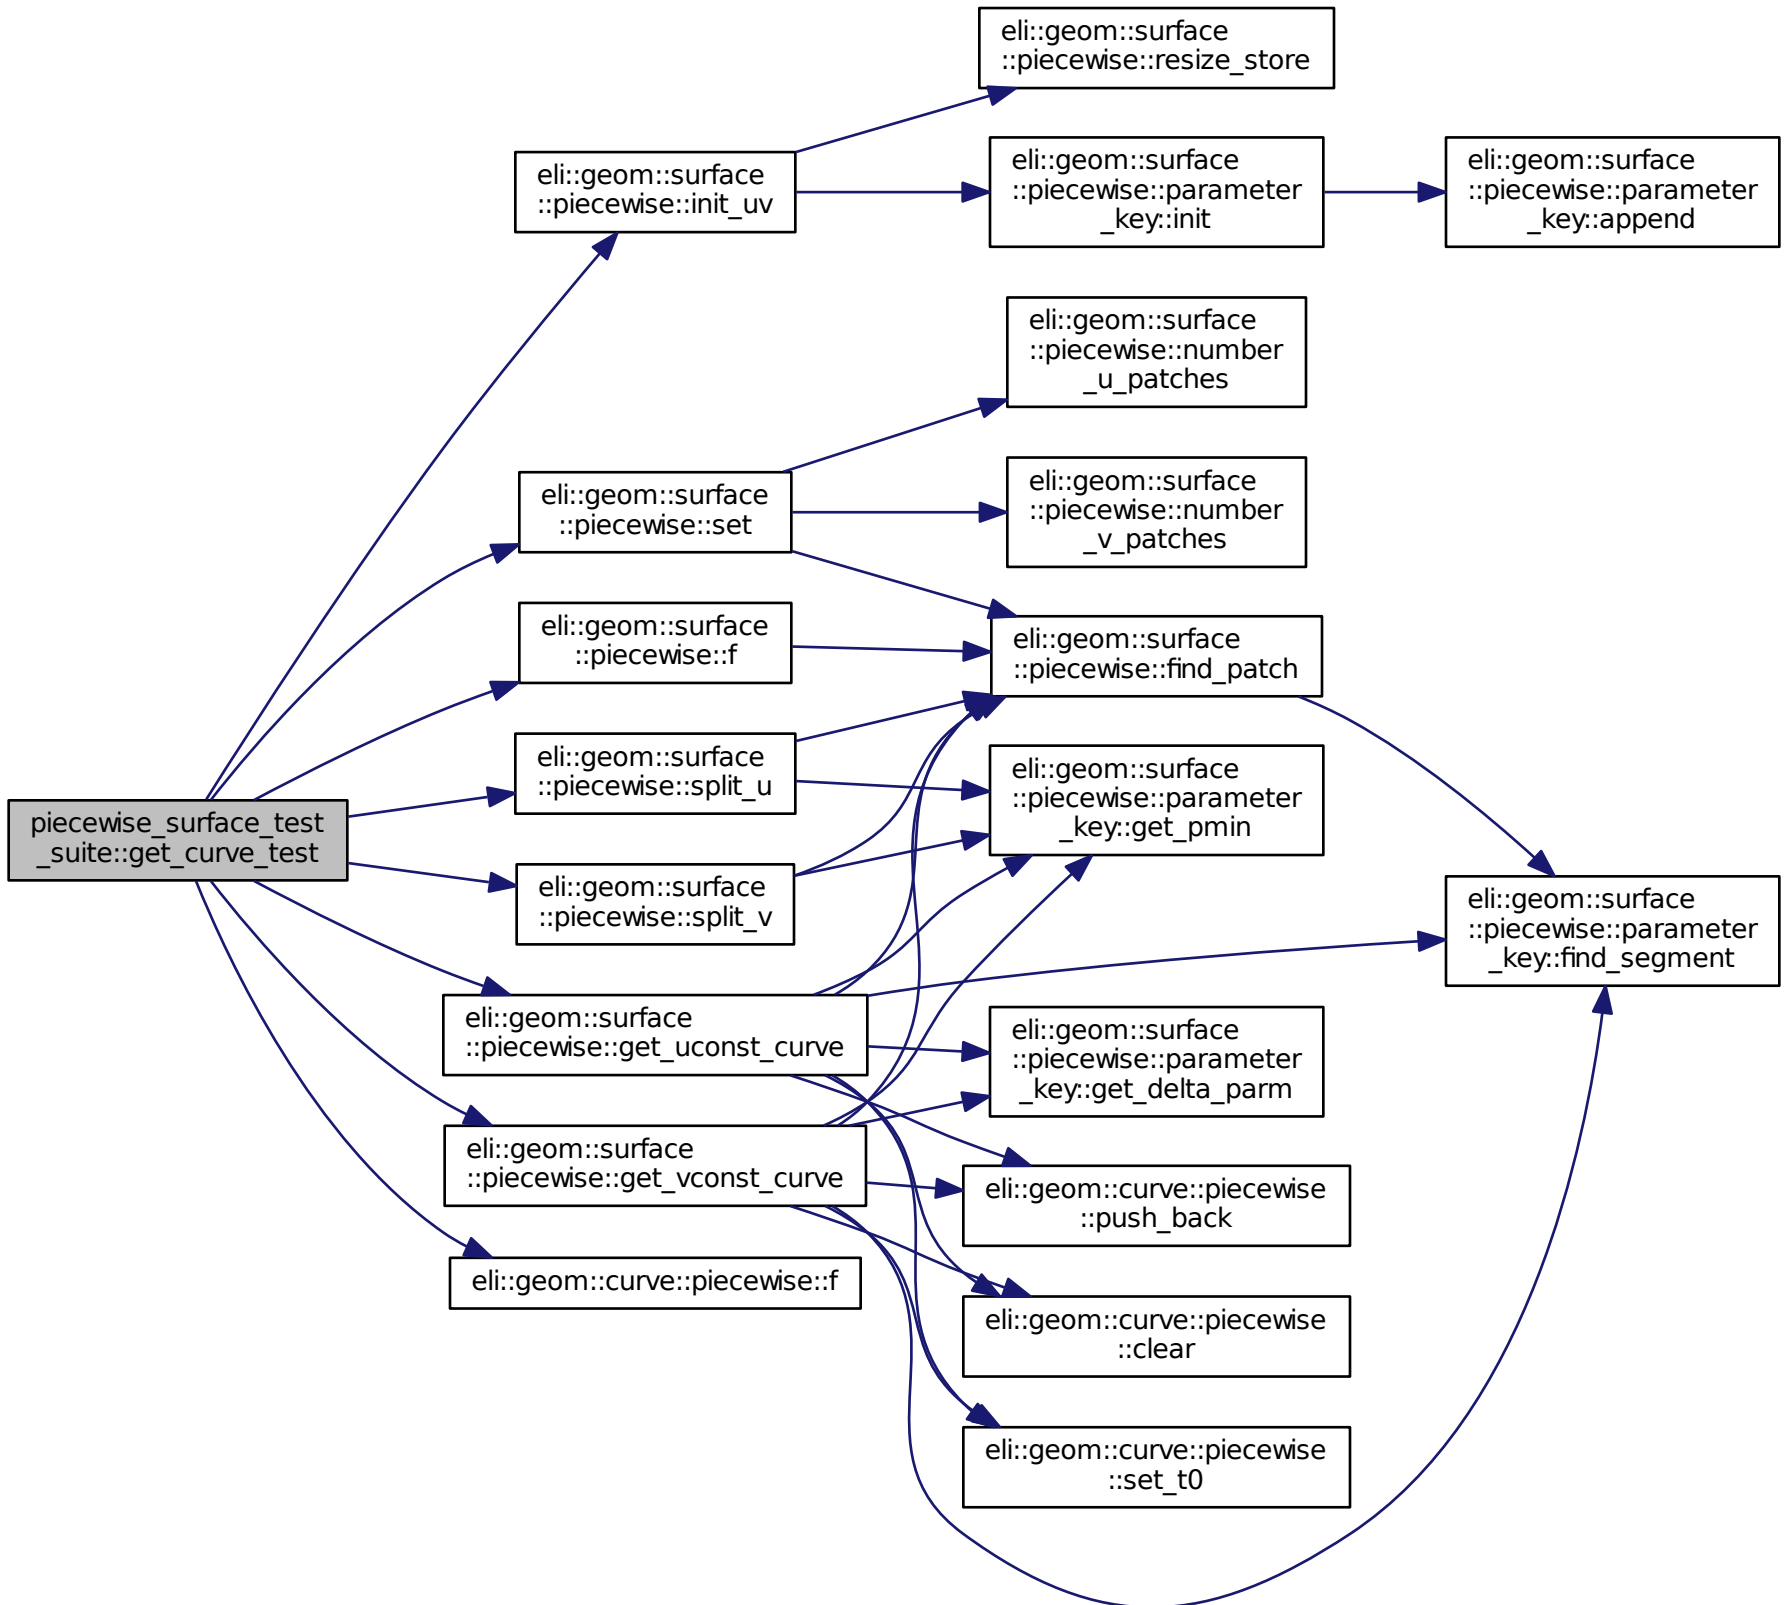 eli::geom::surface
::piecewise::resize_store
eli::geom::surface
::piecewise::init_uv
eli::geom::surface
::piecewise::parameter
_key::init
eli::geom::surface
::piecewise::parameter
_key::append
eli::geom::surface
::piecewise::number
_u_patches
eli::geom::surface
::piecewise::set
eli::geom::surface
::piecewise::number
_v_patches
eli::geom::surface
::piecewise::f
eli::geom::surface
::piecewise::find_patch
eli::geom::surface
::piecewise::split_u
eli::geom::surface
::piecewise::parameter
_key::get_pmin
piecewise_surface_test
_suite::get_curve_test
eli::geom::surface
::piecewise::split_v
eli::geom::surface
::piecewise::parameter
_key::find_segment
eli::geom::surface
::piecewise::get_uconst_curve
eli::geom::surface
::piecewise::parameter
_key::get_delta_parm
eli::geom::surface
::piecewise::get_vconst_curve
eli::geom::curve::piecewise
::push_back
eli::geom::curve::piecewise::f
eli::geom::curve::piecewise
::clear
eli::geom::curve::piecewise
::set_t0